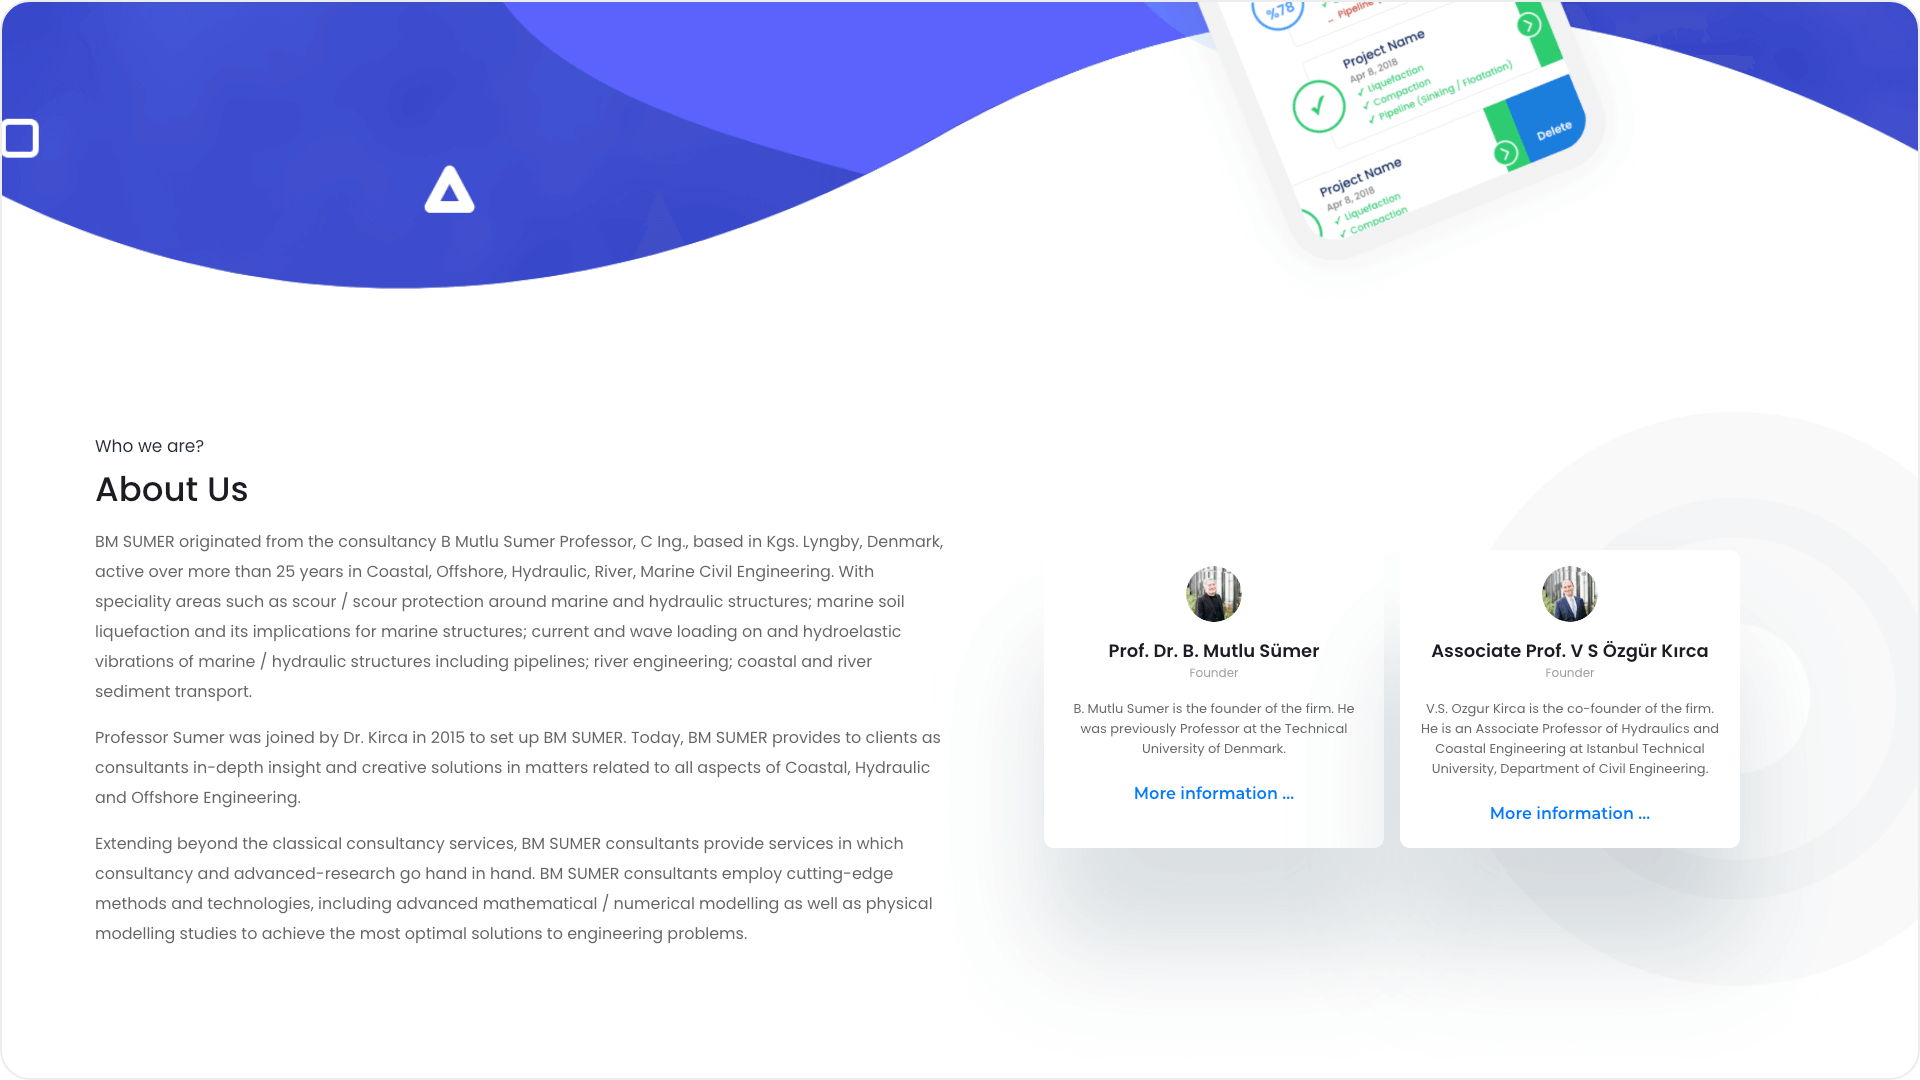 %78
Pipeline
Project Name
Apr 8, 2018
✓ Liquefaction
✓ Compaction
✓ Pipeline (Sinking / Floatation)
Delete
Project Name
Apr 8, 2018
✓ Liquefaction
✓ Compaction
Who we are?
About Us
BM SUMER originated from the consultancy B Mutlu Sumer Professor, C Ing., based in Kgs. Lyngby, Denmark,
active over more than 25 years in Coastal, Offshore, Hydraulic, River, Marine Civil Engineering. With
speciality areas such as scour / scour protection around marine and hydraulic structures; marine soil
liquefaction and its implications for marine structures; current and wave loading on and hydroelastic
vibrations of marine / hydraulic structures including pipelines; river engineering; coastal and river
sediment transport.
Professor Sumer was joined by Dr. Kirca in 2015 to set up BM SUMER. Today, BM SUMER provides to clients as
consultants in-depth insight and creative solutions in matters related to all aspects of Coastal, Hydraulic
and Offshore Engineering.
Extending beyond the classical consultancy services, BM SUMER consultants provide services in which
consultancy and advanced-research go hand in hand. BM SUMER consultants employ cutting-edge
methods and technologies, including advanced mathematical / numerical modelling as well as physical
modelling studies to achieve the most optimal solutions to engineering problems.
Prof. Dr. B. Mutlu Sümer
Founder
B. Mutlu Sumer is the founder of the firm. He
was previously Professor at the Technical
University of Denmark.
More information ...
Associate Prof. V S Özgür Kırca
Founder
V.S. Ozgur Kirca is the co-founder of the firm.
He is an Associate Professor of Hydraulics and
Coastal Engineering at Istanbul Technical
University, Department of Civil Engineering.
More information ...